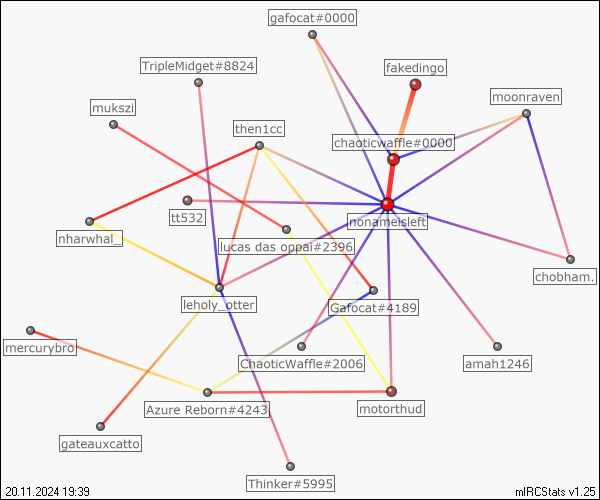 gafocat#0000
TripleMidget#8824
fakedingo
mukszi
moonraven
then1cc
chaoticwaffle#0000
tt532
nonameisleft
nharwhal_
lucas das oppai#2396
chobham.
leholy_otter
Gafocat#4189
mercurybro
ChaoticWaffle#2006
amah1246
Azure Reborn#4243
motorthud
gateauxcatto
Thinker#5995
20.11.2024 19:39
mIRCStats v1.25